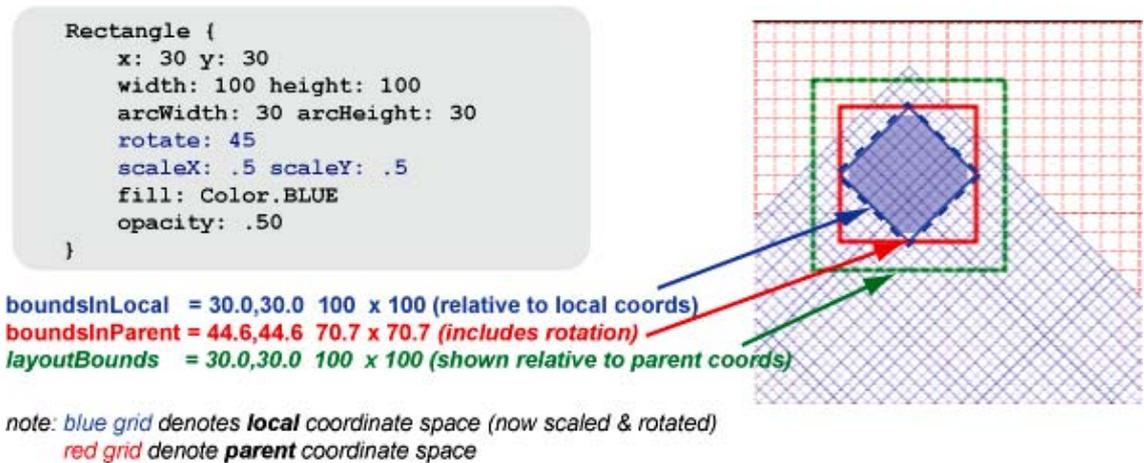 Rectangle {
x: 30 y: 30
width: 100 height: 100
arcWidth: 30 arcHeight: 30
rotate: 45
scaleX: .5 scaleY: .5
fill: Color.BLUE
opacity: .50
}
boundsInLocal = 30.0,30.0 100 x 100 (relative to local coords)
boundsInParent = 44.6,44.6 70.7 x 70.7 (includes rotation)
layoutBounds = 30.0,30.0 100 x 100 (shown relative to parent coords)
note: blue grid denotes local coordinate space (now scaled & rotated)
red grid denote parent coordinate space